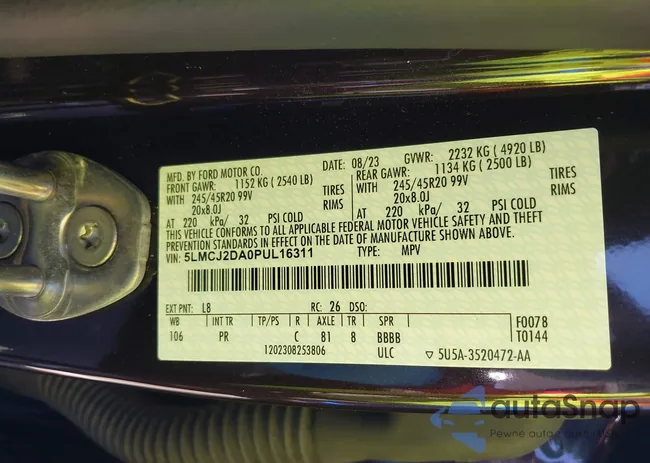 MFD. BY FORD MOTOR CO. DATE: 08/23 GVWR: 2232 KG ( 4920 LB)
FRONT GAWR: 1152 KG ( 2540 LB) REAR GAWR: 1134 KG ( 2500 LB)
WITH 245/45R20 99V TIRES WITH 245/45R20 99V TIRES
20x8.0J RIMS 20x8.0J RIMS
AT 220 kPa/ 32 PSI COLD AT 220 kPa/ 32 PSI COLD
THIS VEHICLE CONFORMS TO ALL APPLICABLE FEDERAL MOTOR VEHICLE SAFETY AND THEFT
PREVENTION STANDARDS IN EFFECT ON THE DATE OF MANUFACTURE SHOWN ABOVE.
VIN: 5LMCJ2DA0PUL16311 TYPE: MPV
EXT PNT: L8 RC: 26 DSO:
WB INT TR TP/PS R AXLE TR SPR F0078
106 PR C 81 8 BBBB T0144
1202308253806 ULC ▽ 5U5A-3520472-AA
autoSnap
Pewne auta z